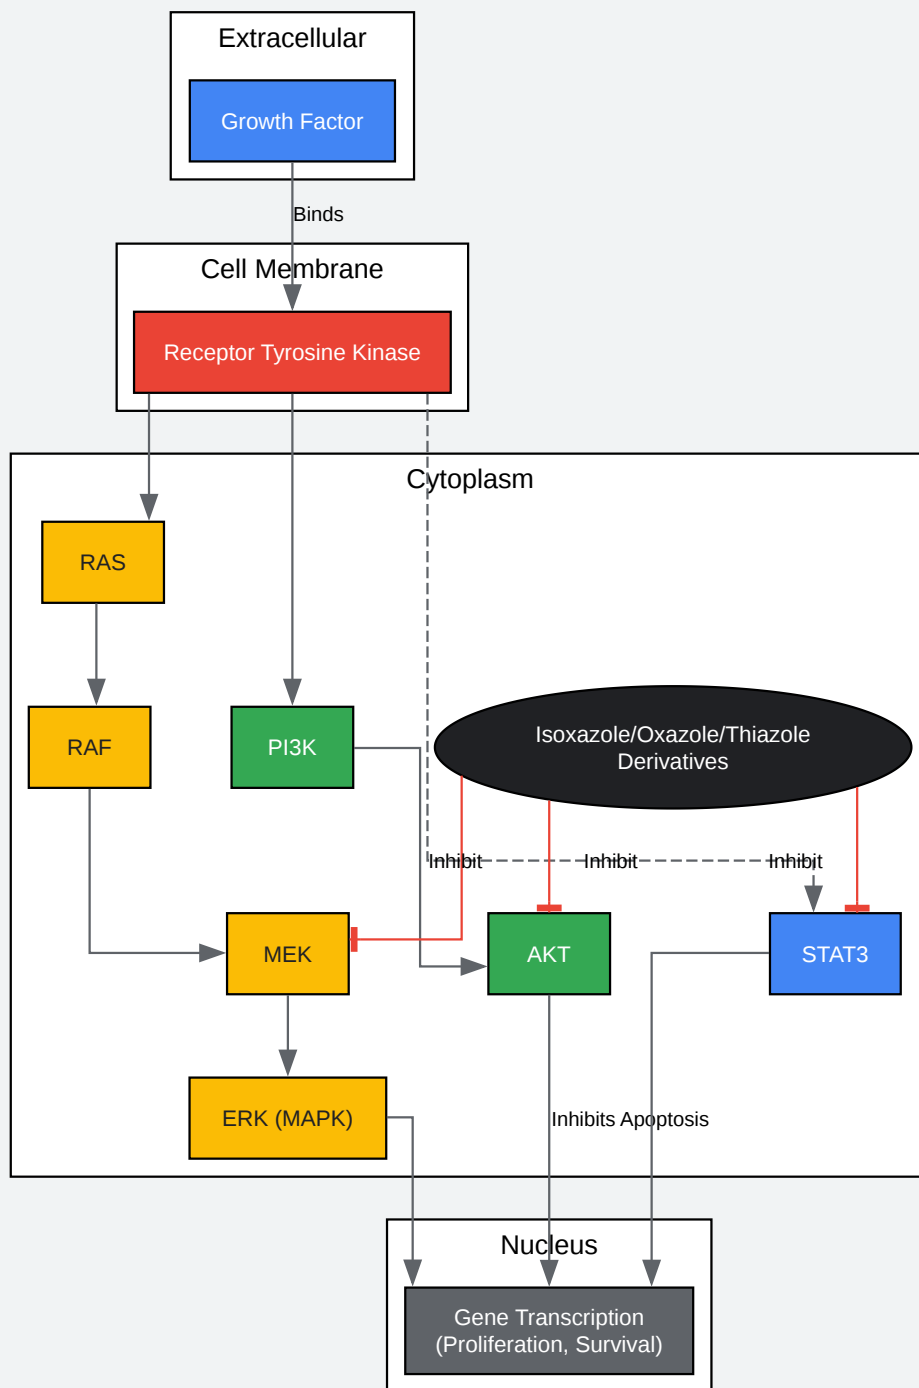 Extracellular
Growth Factor
Binds
Cell Membrane
Receptor Tyrosine Kinase
Cytoplasm
RAS
RAF
PI3K
Isoxazole/Oxazole/Thiazole
Derivatives
Inhibit
Inhibit
Inhibit
MEK
AKT
STAT3
ERK (MAPK)
Inhibits Apoptosis
Nucleus
Gene Transcription
(Proliferation, Survival)